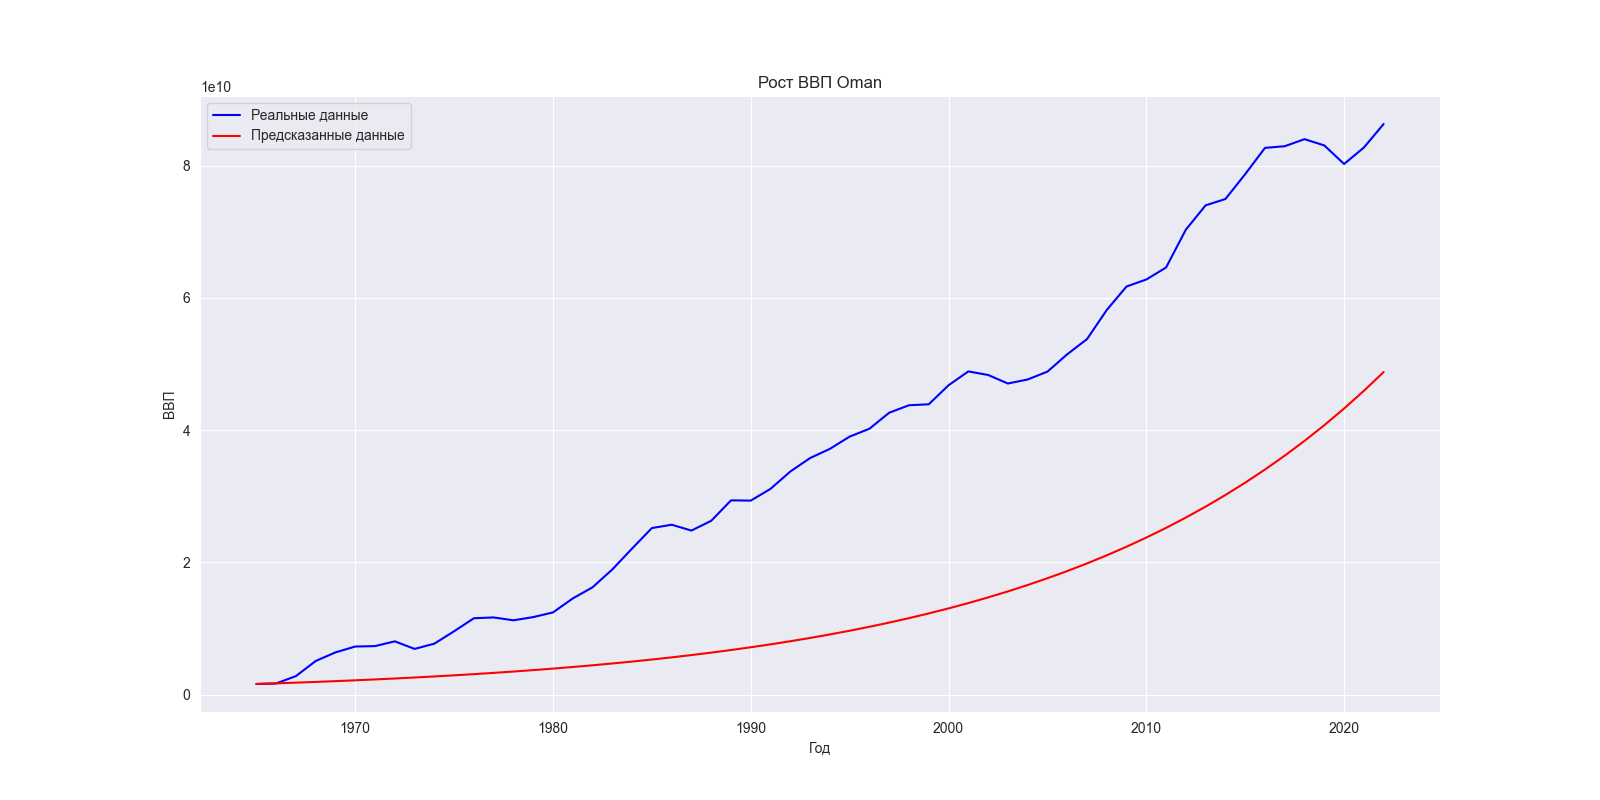 Рост ВВП Oman
1e10
Реальные данные
Предсказанные данные
8
6
4
2
0
ВВП
1970 1980 1990 2000 2010 2020
Год